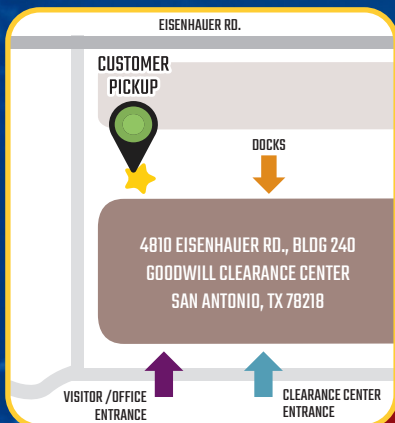 EISENHAUER RD.
CUSTOMER
PICKUP
DOCKS
4810 EISENHAUER RD., BLDG 240
GOODWILL CLEARANCE CENTER
SAN ANTONIO, TX 78218
VISITOR /OFFICE
ENTRANCE
CLEARANCE CENTER
ENTRANCE